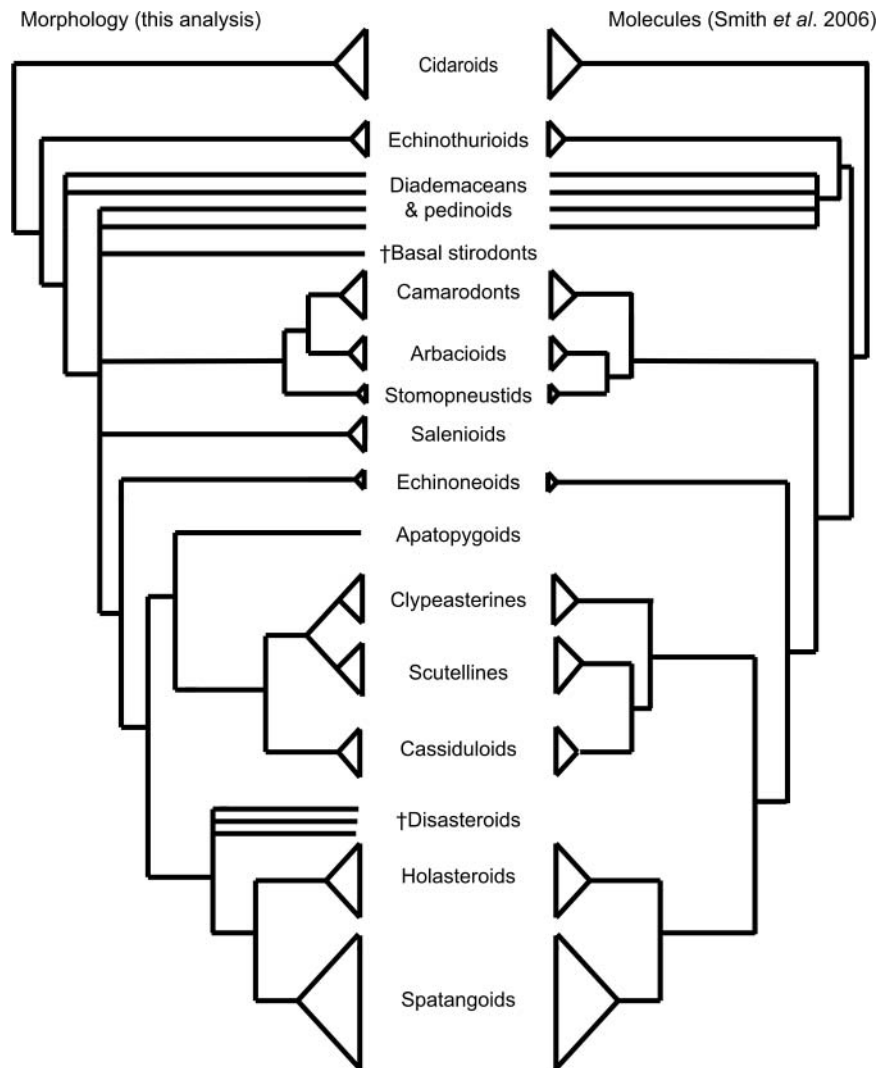 Morphology (this analysis)
Molecules (Smith et al. 2006)
Cidaroids
Echinothurioids
Diademaceans
& pedinoids
†Basal stirodonts
Camarodonts
Arbacioids
Stomopneustids
Salenioids
Echinoneoids
Apatopygoids
Clypeasterines
Scutellines
Cassiduloids
†Disasteroids
Holasteroids
Spatangoids